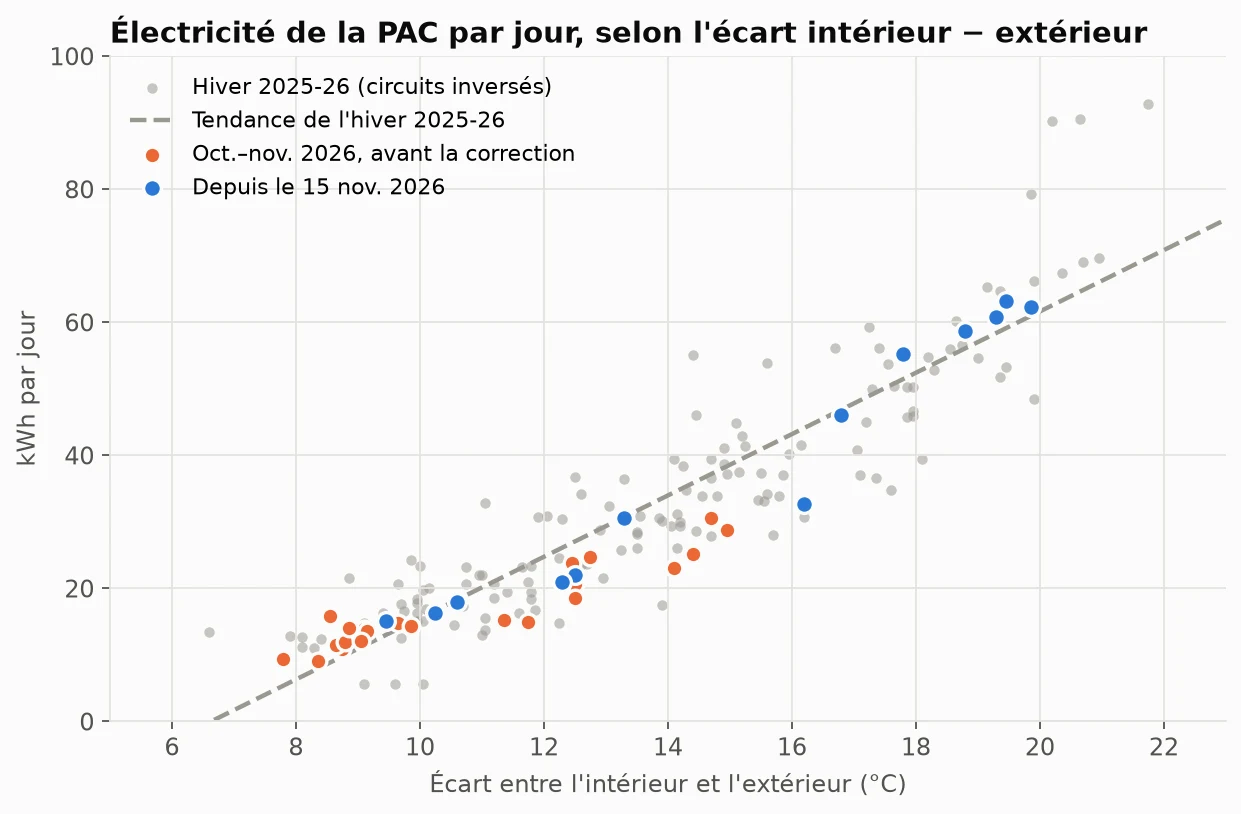 Électricité de la PAC par jour, selon l'écart intérieur − extérieur
100
80
60
40
20
0
kWh par jour
Hiver 2025-26 (circuits inversés)
Tendance de l'hiver 2025-26
Oct.–nov. 2026, avant la correction
Depuis le 15 nov. 2026
6 8 10 12 14 16 18 20 22
Écart entre l'intérieur et l'extérieur (°C)